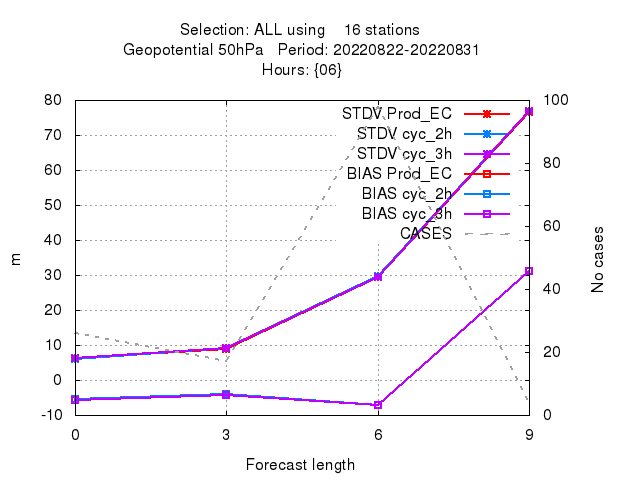 Selection: ALL using    16 stations
Geopotential 50hPa   Period: 20220822-20220831
Hours: {06}
80
70
60
50
40
30
20
10
0
-10
m
100
80
60
40
20
0
No cases
STDV Prod_EC
STDV cyc_2h
STDV cyc_3h
BIAS Prod_EC
BIAS cyc_2h
BIAS cyc_3h
CASES
0 3 6 9
Forecast length